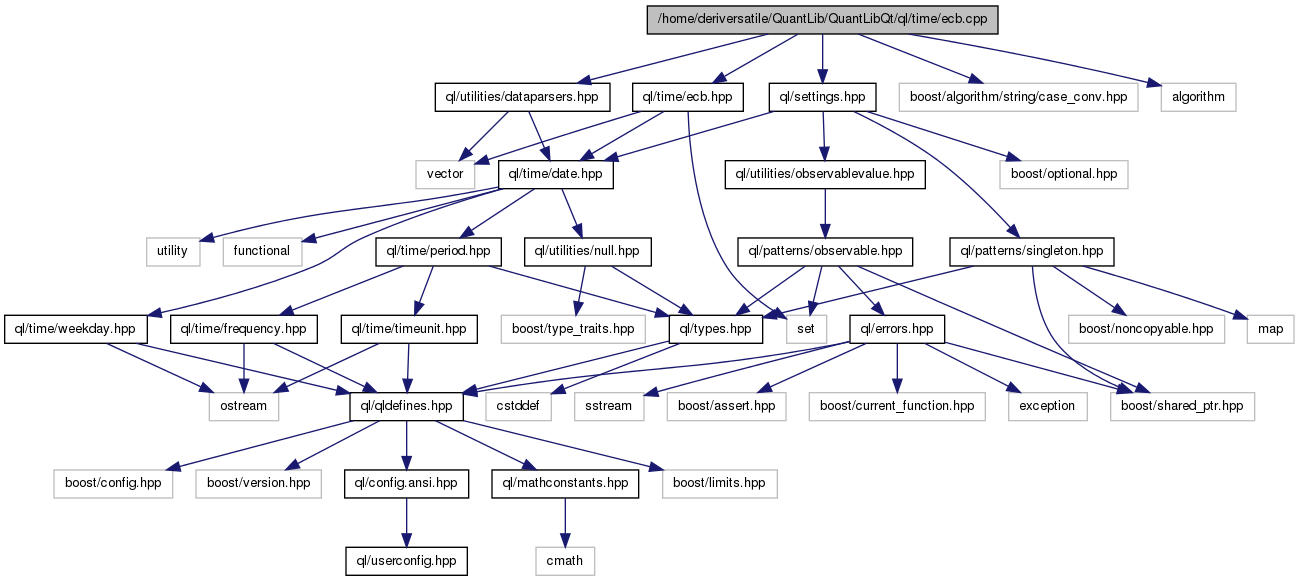 /home/deriversatile/QuantLib/QuantLibQt/ql/time/ecb.cpp
ql/utilities/dataparsers.hpp
ql/time/ecb.hpp
ql/settings.hpp
boost/algorithm/string/case_conv.hpp
algorithm
vector
ql/time/date.hpp
ql/utilities/observablevalue.hpp
boost/optional.hpp
utility
functional
ql/time/period.hpp
ql/utilities/null.hpp
ql/patterns/observable.hpp
ql/patterns/singleton.hpp
ql/time/weekday.hpp
ql/time/frequency.hpp
ql/time/timeunit.hpp
boost/type_traits.hpp
ql/types.hpp
set
ql/errors.hpp
boost/noncopyable.hpp
map
ostream
ql/qldefines.hpp
cstddef
sstream
boost/assert.hpp
boost/current_function.hpp
exception
boost/shared_ptr.hpp
boost/config.hpp
boost/version.hpp
ql/config.ansi.hpp
ql/mathconstants.hpp
boost/limits.hpp
ql/userconfig.hpp
cmath